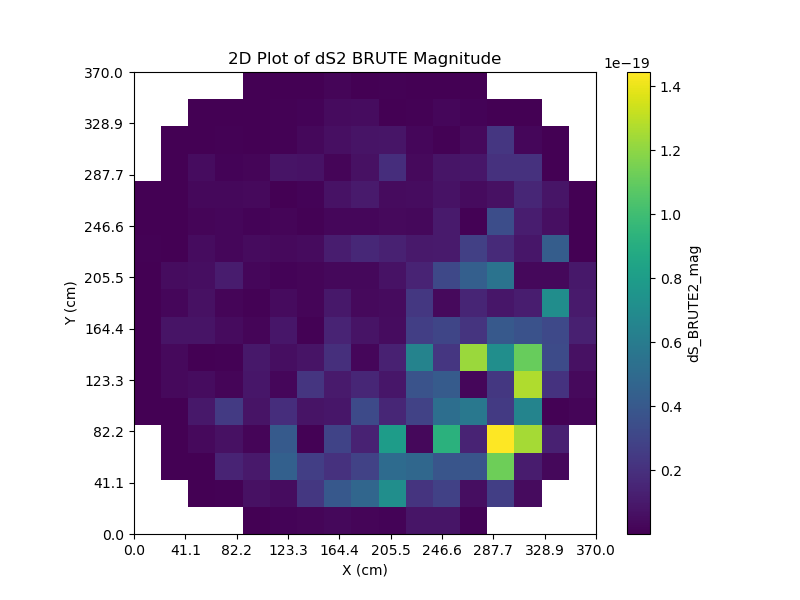 2D Plot of dS2 BRUTE Magnitude
1e−19
370.0
328.9
287.7
246.6
205.5
164.4
123.3
82.2
41.1
0.0
Y (cm)
0.0 41.1 82.2 123.3 164.4 205.5 246.6 287.7 328.9 370.0
X (cm)
1.4
1.2
1.0
0.8
0.6
0.4
0.2
dS_BRUTE2_mag